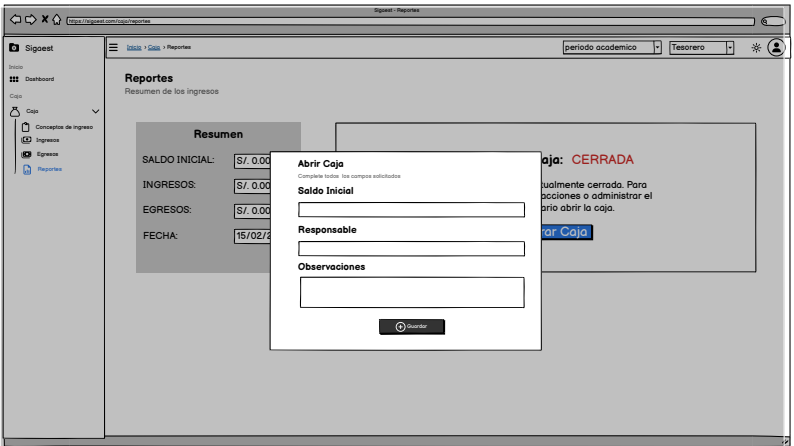 Sigaest - Reportes
https://sigaest.com/caja/reportes
Sigaest
Inicio > Caja > Reportes
periodo academico
Tesorero
Inicio
Dashboard
Caja
Caja
Conceptos de ingreso
Ingresos
Egresos
Reportes
Reportes
Resumen de los ingresos
Resumen
SALDO INICIAL: S/. 0.00
INGRESOS: S/. 0.00
EGRESOS: S/. 0.00
FECHA: 15/02/2
Abrir Caja
Complete todos los campos solicitados
Saldo Inicial
Responsable
Observaciones
Guardar
aja: CERRADA
tualmente cerrada. Para
acciones o administrar el
ario abrir la caja.
rar Caja